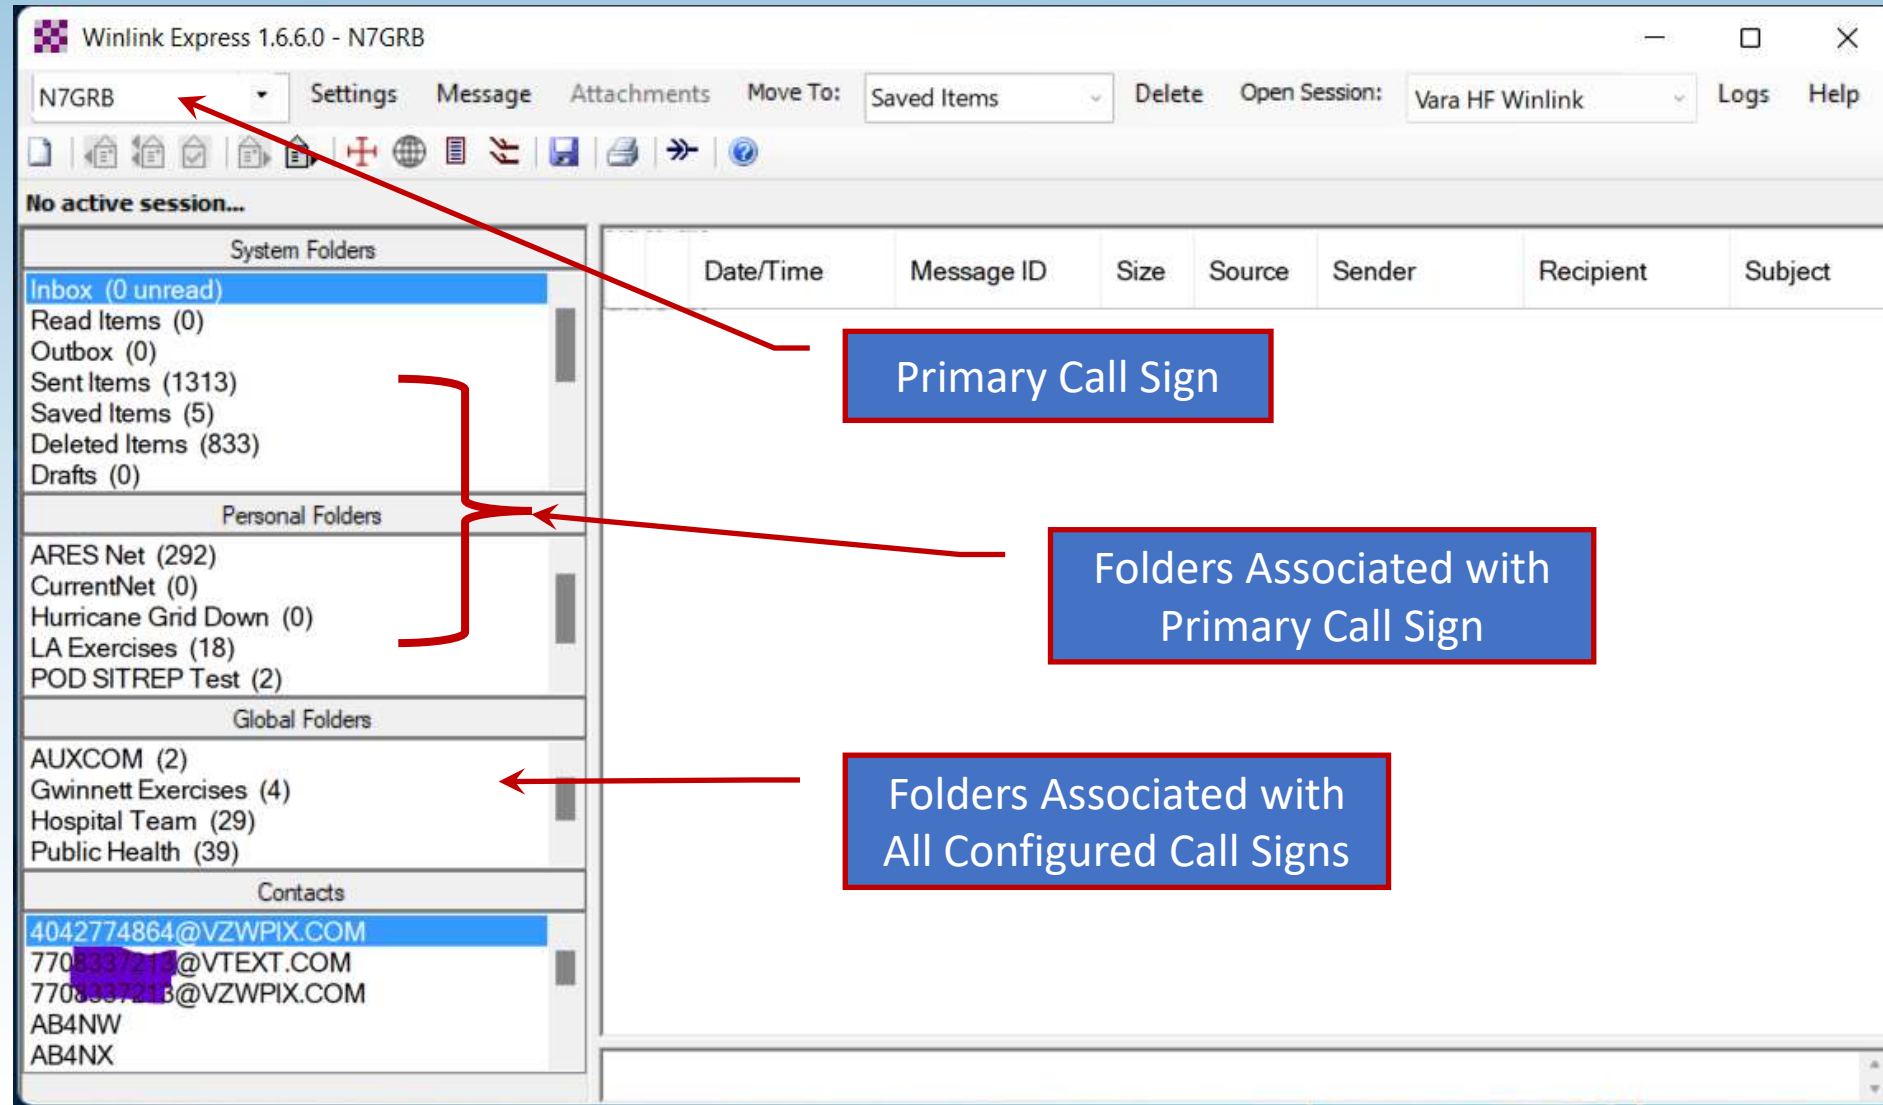 Winlink Express 1.6.6.0 - N7GRB
N7GRB Settings Message Attachments Move To: Saved Items Delete Open Session: Vara HF Winlink Logs Help
No active session...
System Folders
Inbox (0 unread)
Read Items (0)
Outbox (0)
Sent Items (1313)
Saved Items (5)
Deleted Items (833)
Drafts (0)
Personal Folders
ARES Net (292)
CurrentNet (0)
Hurricane Grid Down (0)
LA Exercises (18)
POD SITREP Test (2)
Global Folders
AUXCOM (2)
Gwinnett Exercises (4)
Hospital Team (29)
Public Health (39)
Contacts
4042774864@VZWPIX.COM
@VTEXT.COM
@VZWPIX.COM
AB4NW
AB4NX
Date/Time Message ID Size Source Sender Recipient Subject
Primary Call Sign
Folders Associated with
Primary Call Sign
Folders Associated with
All Configured Call Signs